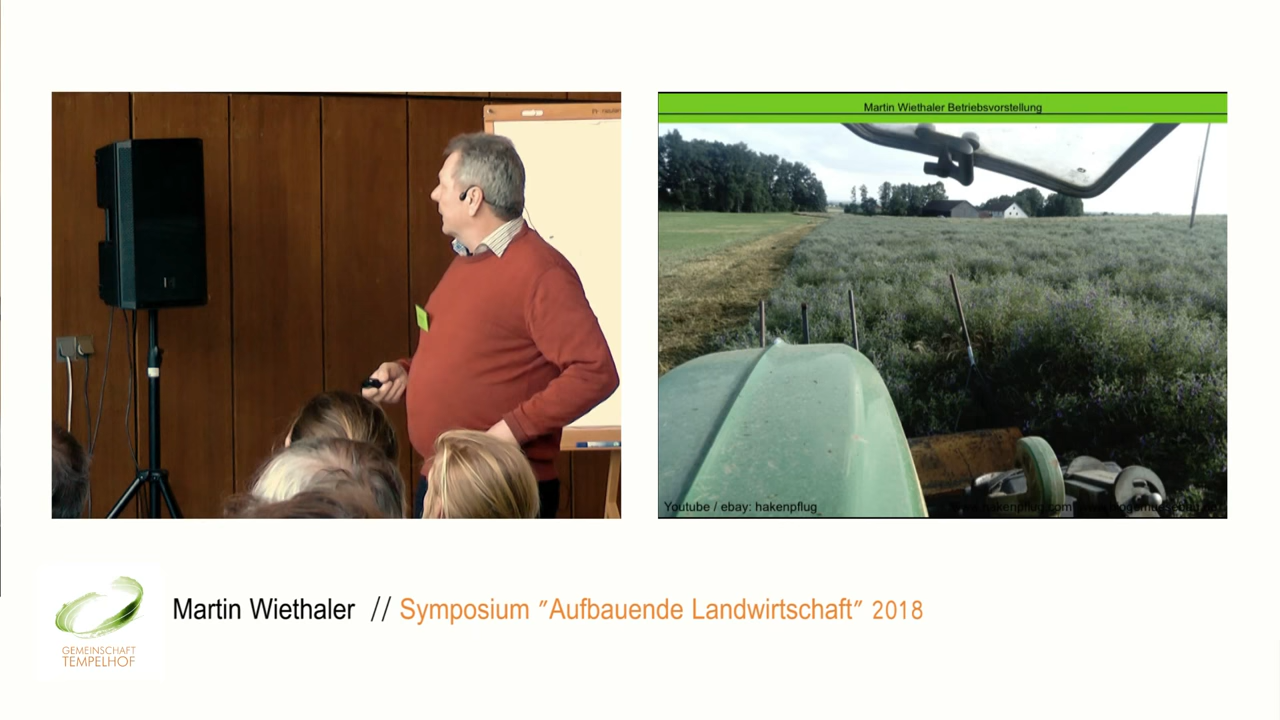 Martin Wiethaler Betriebsvorstellung
Youtube / ebay: hakenpflug
Martin Wiethaler // Symposium "Aufbauende Landwirtschaft" 2018
GEMEINSCHAFT
TEMPELHOF